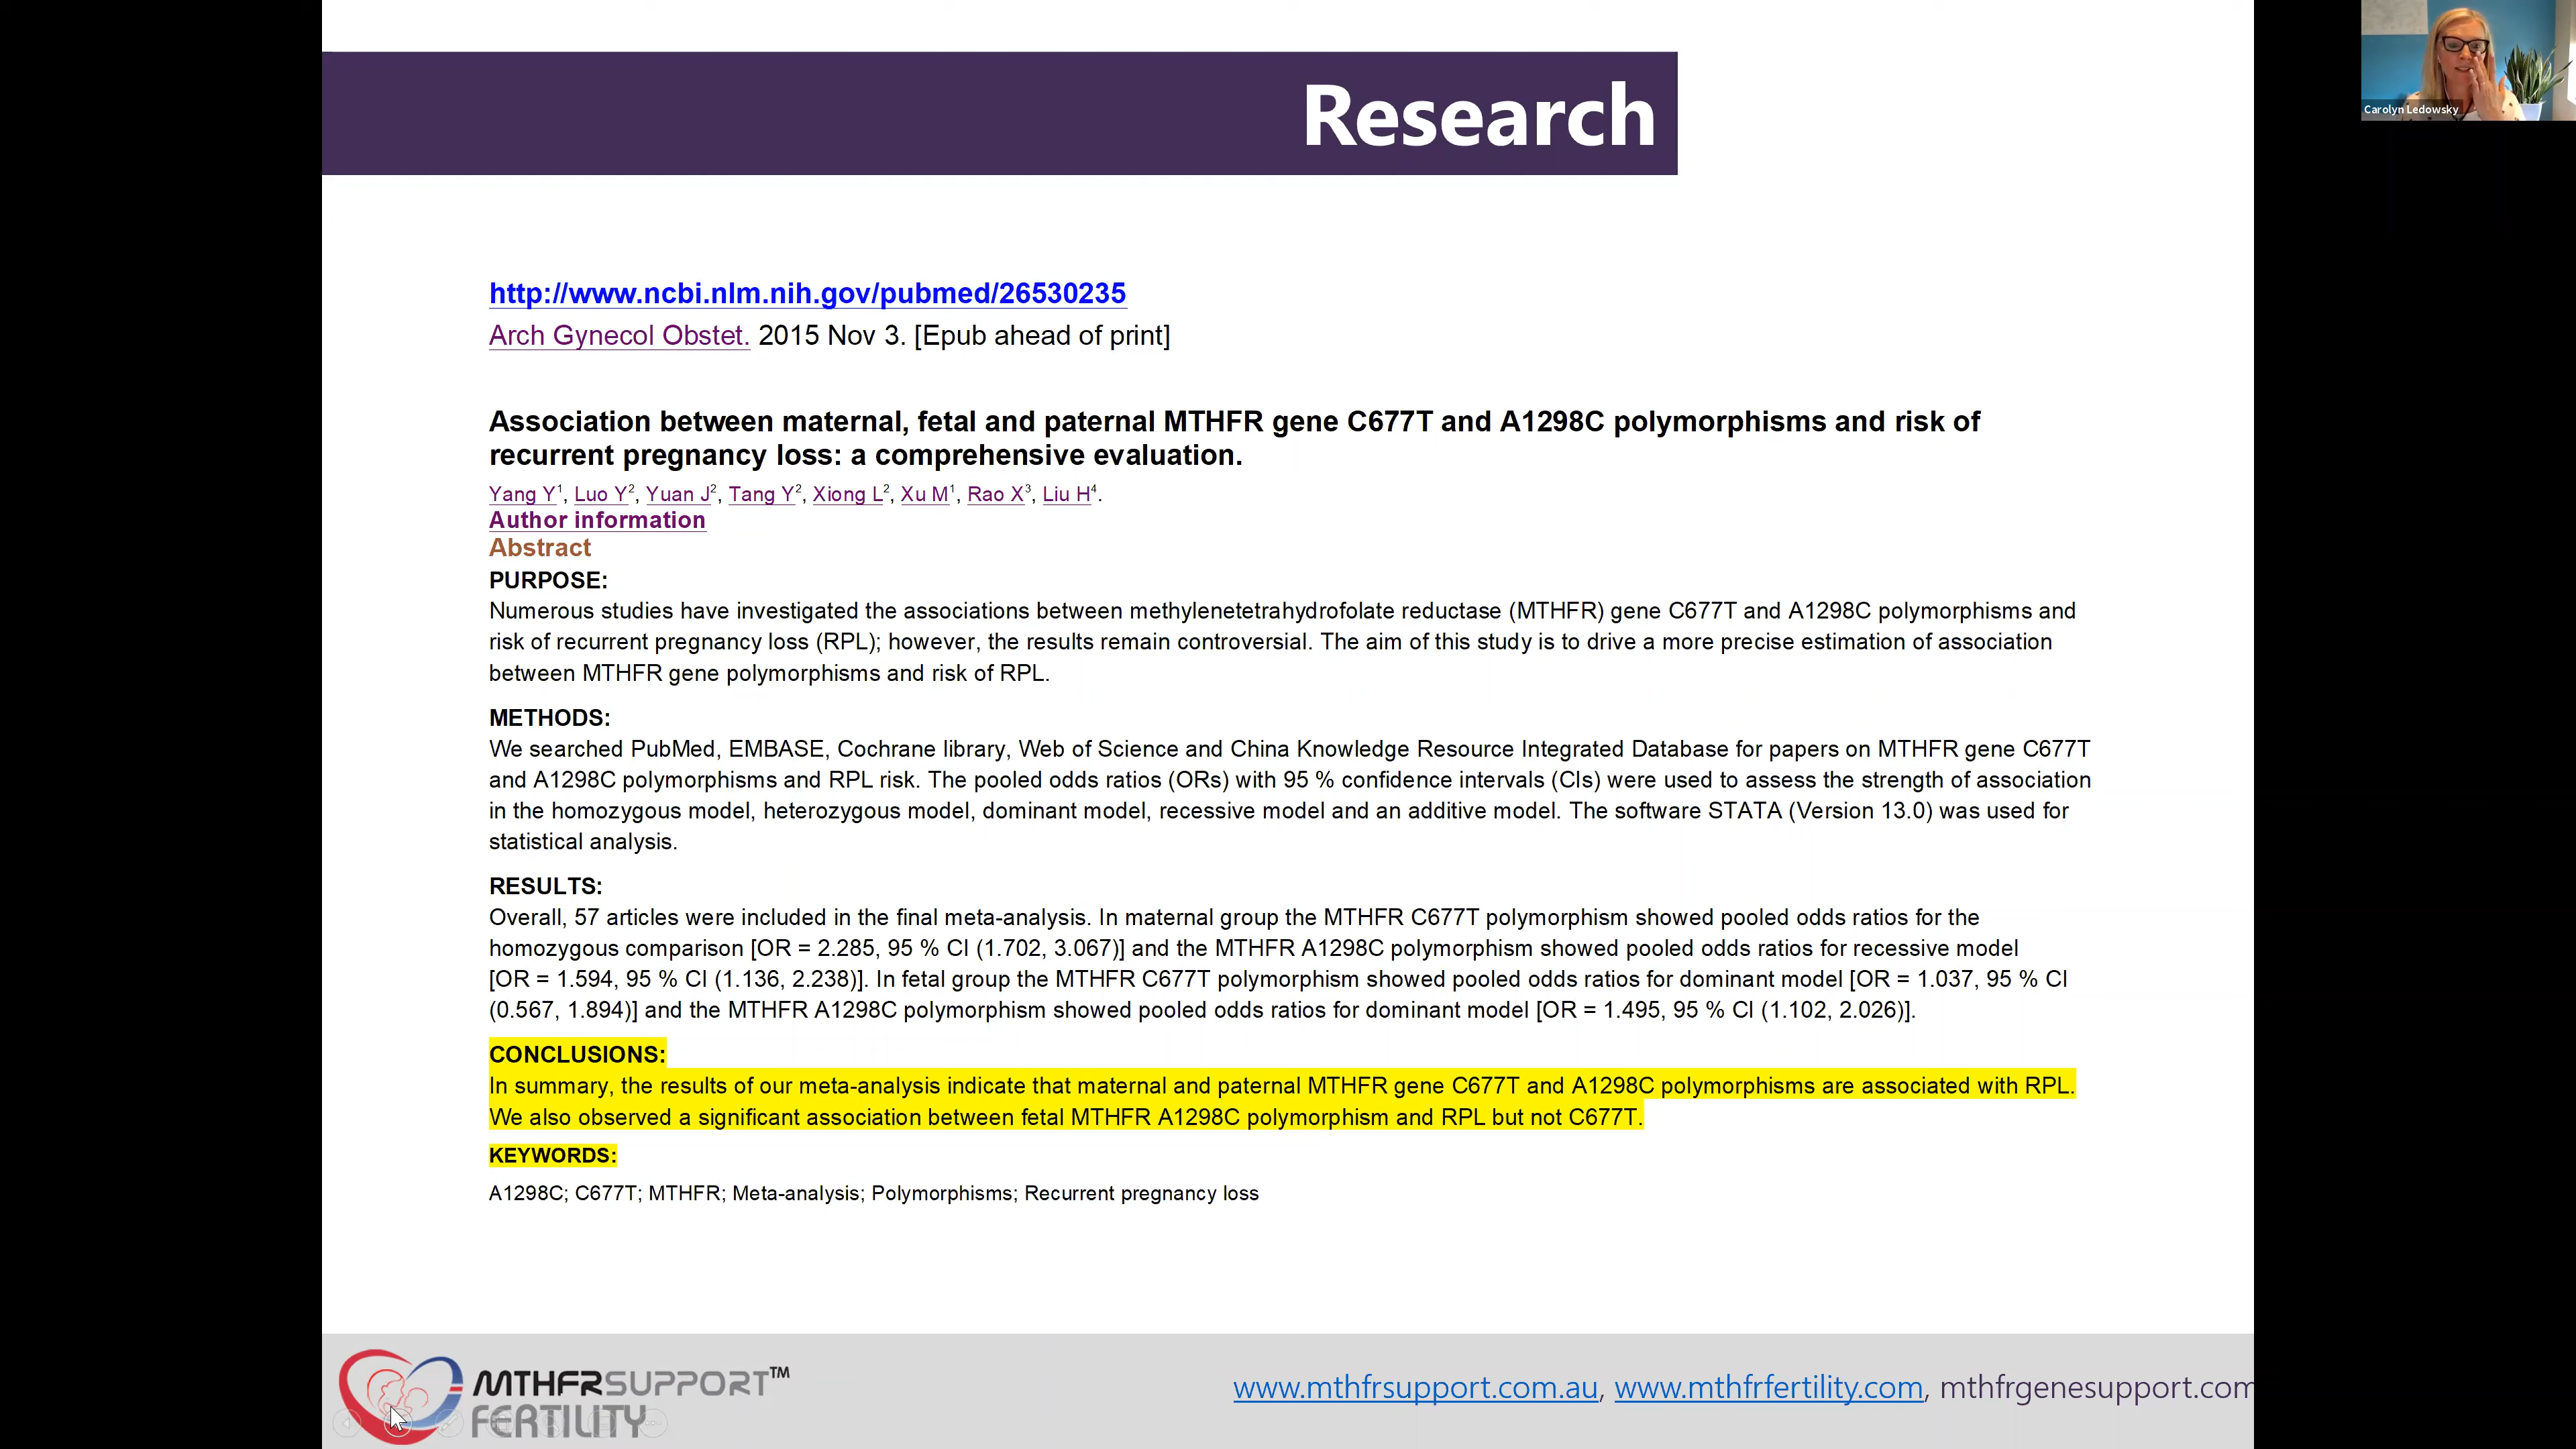 Research
Carolyn Ledowsky
http://www.ncbi.nlm.nih.gov/pubmed/26530235
Arch Gynecol Obstet. 2015 Nov 3. [Epub ahead of print]
Association between maternal, fetal and paternal MTHFR gene C677T and A1298C polymorphisms and risk of
recurrent pregnancy loss: a comprehensive evaluation.
Yang Y1, Luo Y2, Yuan J2, Tang Y2, Xiong L2, Xu M1, Rao X3, Liu H4.
Author information
Abstract
PURPOSE:
Numerous studies have investigated the associations between methylenetetrahydrofolate reductase (MTHFR) gene C677T and A1298C polymorphisms and
risk of recurrent pregnancy loss (RPL); however, the results remain controversial. The aim of this study is to drive a more precise estimation of association
between MTHFR gene polymorphisms and risk of RPL.
METHODS:
We searched PubMed, EMBASE, Cochrane library, Web of Science and China Knowledge Resource Integrated Database for papers on MTHFR gene C677T
and A1298C polymorphisms and RPL risk. The pooled odds ratios (ORs) with 95 % confidence intervals (CIs) were used to assess the strength of association
in the homozygous model, heterozygous model, dominant model, recessive model and an additive model. The software STATA (Version 13.0) was used for
statistical analysis.
RESULTS:
Overall, 57 articles were included in the final meta-analysis. In maternal group the MTHFR C677T polymorphism showed pooled odds ratios for the
homozygous comparison [OR = 2.285, 95 % CI (1.702, 3.067)] and the MTHFR A1298C polymorphism showed pooled odds ratios for recessive model
[OR = 1.594, 95 % CI (1.136, 2.238)]. In fetal group the MTHFR C677T polymorphism showed pooled odds ratios for dominant model [OR = 1.037, 95 % CI
(0.567, 1.894)] and the MTHFR A1298C polymorphism showed pooled odds ratios for dominant model [OR = 1.495, 95 % CI (1.102, 2.026)].
CONCLUSIONS:
In summary, the results of our meta-analysis indicate that maternal and paternal MTHFR gene C677T and A1298C polymorphisms are associated with RPL.
We also observed a significant association between fetal MTHFR A1298C polymorphism and RPL but not C677T.
KEYWORDS:
A1298C; C677T; MTHFR; Meta-analysis; Polymorphisms; Recurrent pregnancy loss
MTHFRSUPPORT™
FERTILITY
www.mthfrsupport.com.au, www.mthfrfertility.com, mthfrgenesupport.com